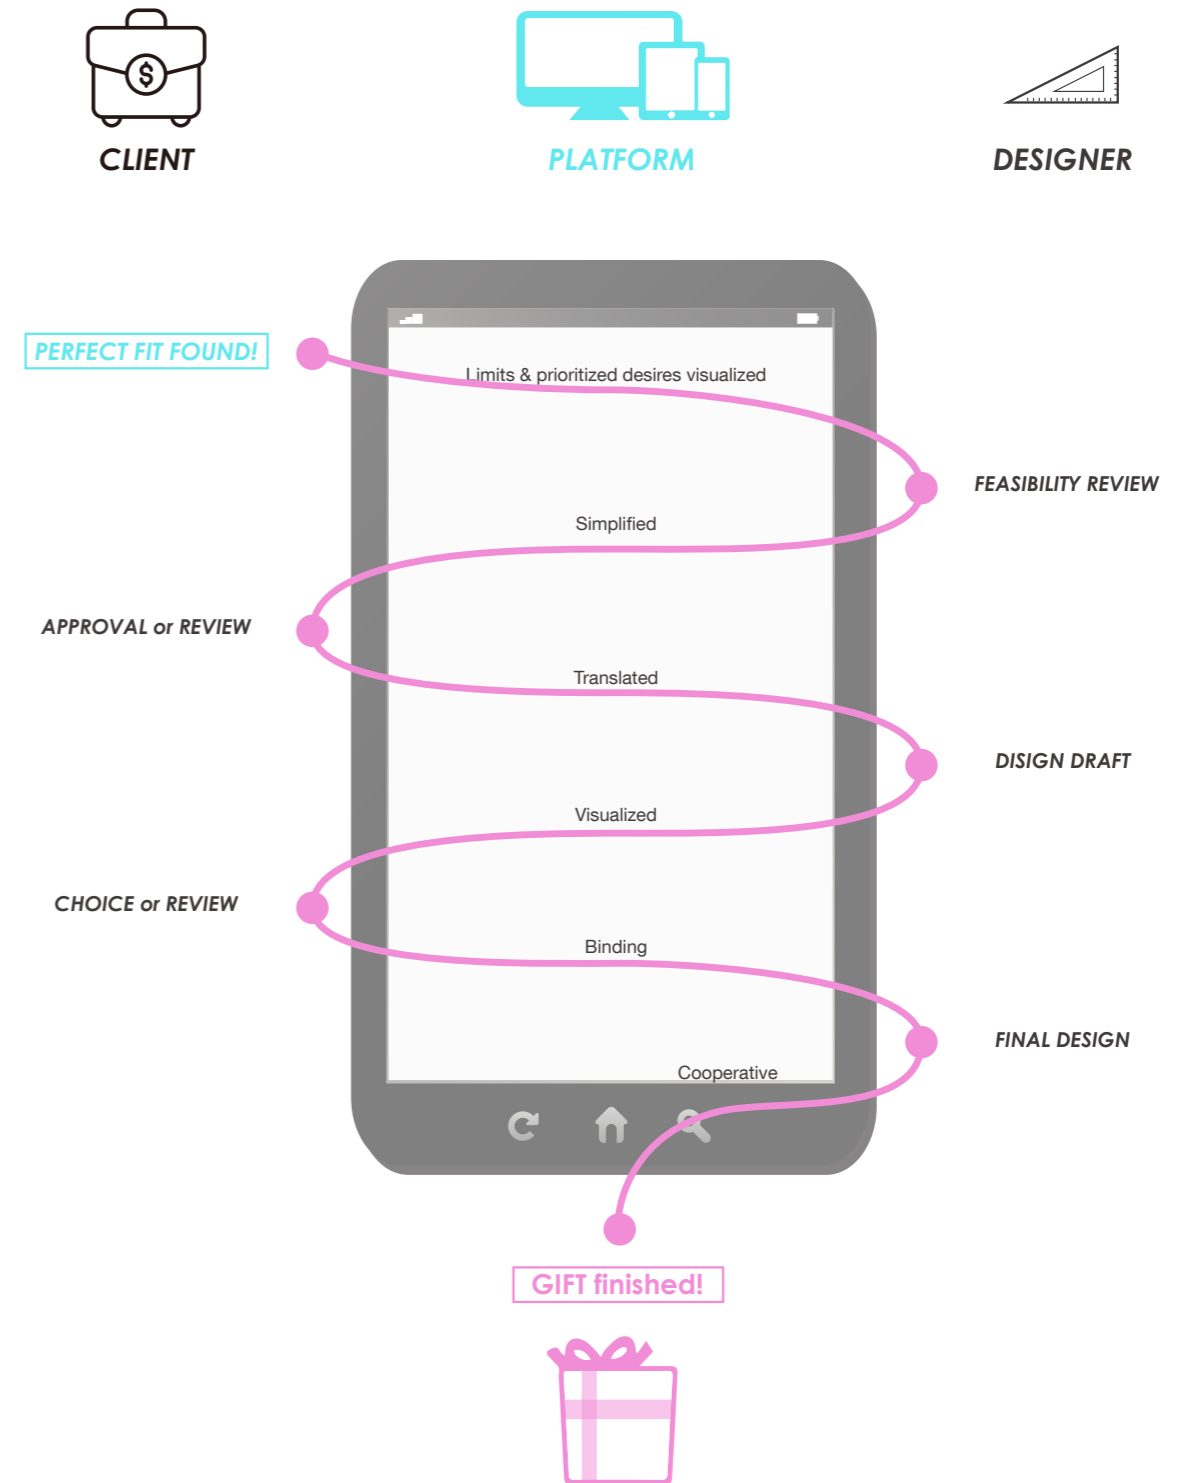 CLIENT
PLATFORM
DESIGNER
$
PERFECT FIT FOUND!
Limits & prioritized desires visualized
FEASIBILITY REVIEW
Simplified
APPROVAL or REVIEW
Translated
DISIGN DRAFT
Visualized
CHOICE or REVIEW
Binding
FINAL DESIGN
Cooperative
GIFT finished!